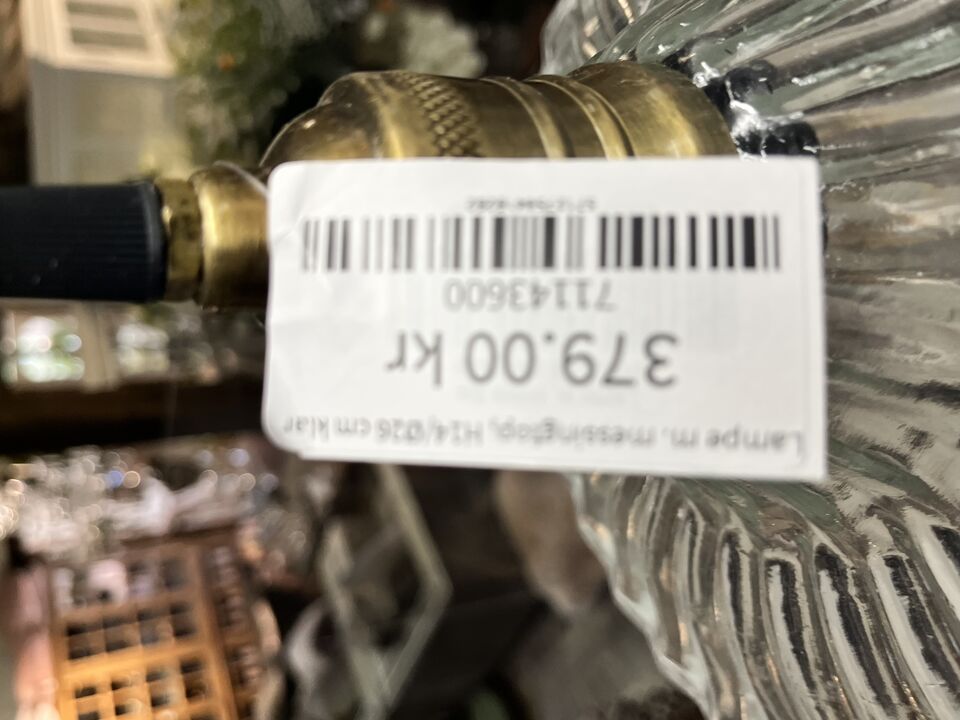 Lampe m. messingtop, H14/Ø26 cm klar
379.00 kr
71143600